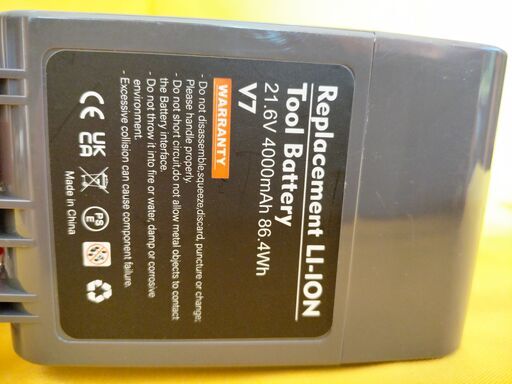 Replacement LI-ION
Tool Battery
21.6V 4000mAh 86.4Wh
V7
WARRANTY
- Do not disassemble,squeeze,discard, puncture or change;
Please handle properly.
- Do not short circuit,do not allow metal objects to contact
the Battery interface.
- Do not throw it into fire or water, damp or corrosive
environment.
- Excessive collision can cause component failure.
CE
UK
CA
PS
E
Made in
China